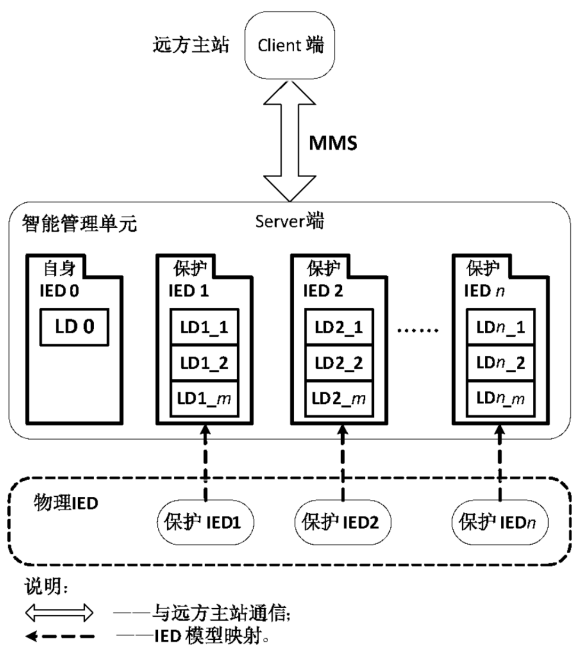 远方主站 Client 端
MMS
智能管理单元 Server端
自身 保护 保护 保护
IED 0 IED 1 IED 2 IED n
LD 0 LD1_1 LD2_1 …… LDn_1
LD1_2 LD2_2 LDn_2
LD1_m LD2_m LDn_m
物理IED
保护 IED1 保护 IED2 保护 IEDn
说明：
——与远方主站通信；
——IED 模型映射。